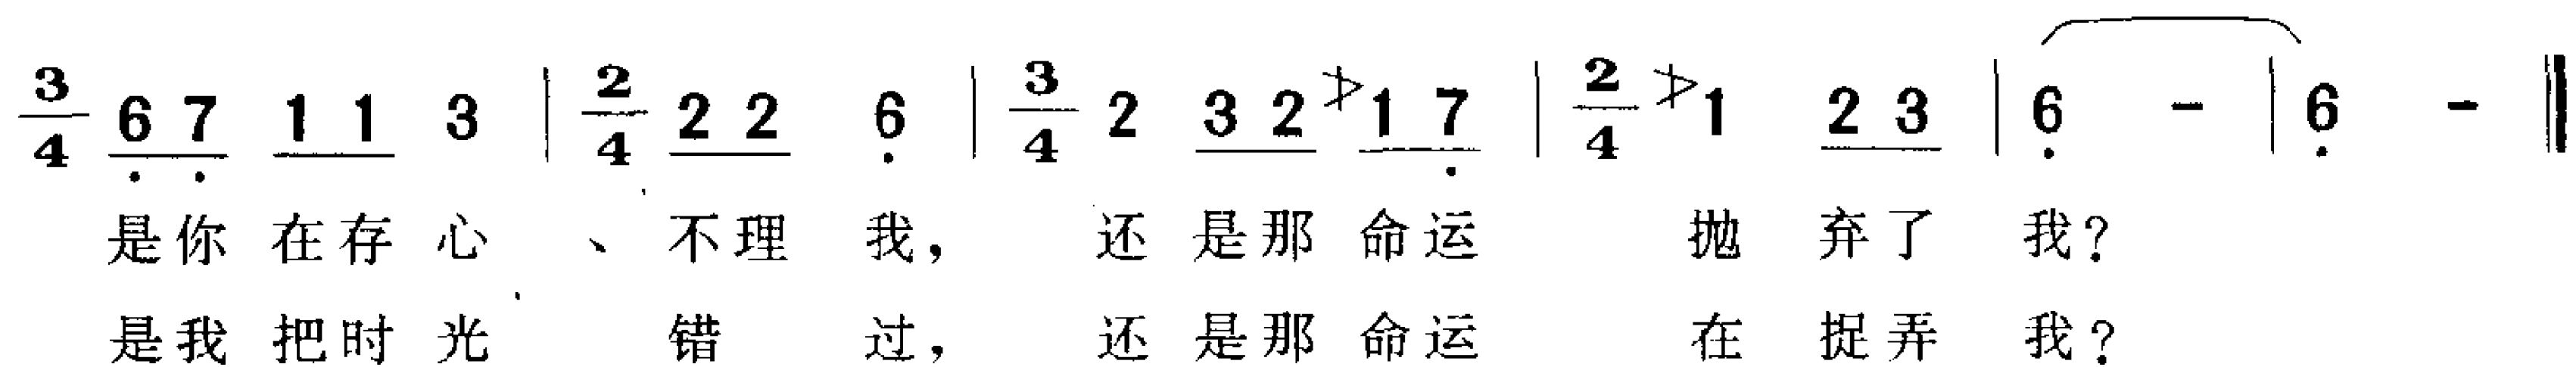 3/4 6 7 1 1 3 | 2/4 2 2 6 | 3/4 2 3 2 1 7 | 2/4 1 2 3 | 6 - | 6 - ‖
是你 在存 心 、 不理 我， 还 是那 命运 抛 弃了 我？
是我 把时 光 错 过， 还 是那 命运 在 捉弄 我？